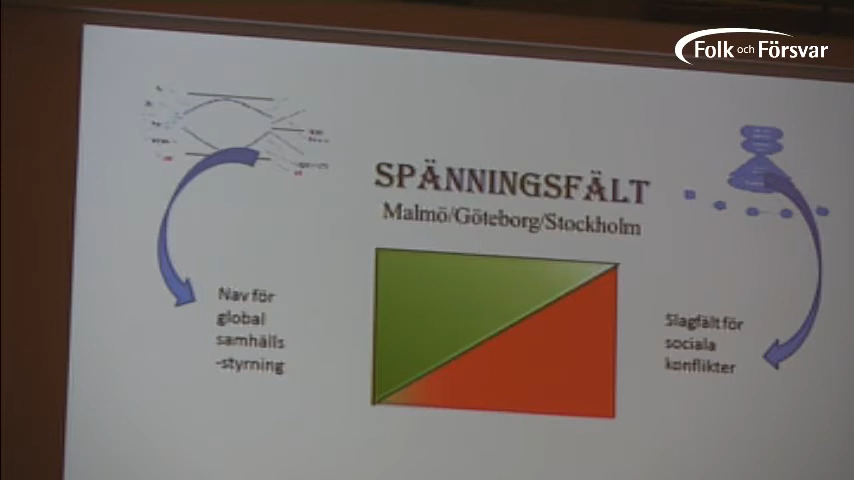 Folk och Försvar
SPÄNNINGSFÄLT
Malmö/Göteborg/Stockholm
Nav för
global
samhälls
-styrning
Slagfält för
sociala
konflikter